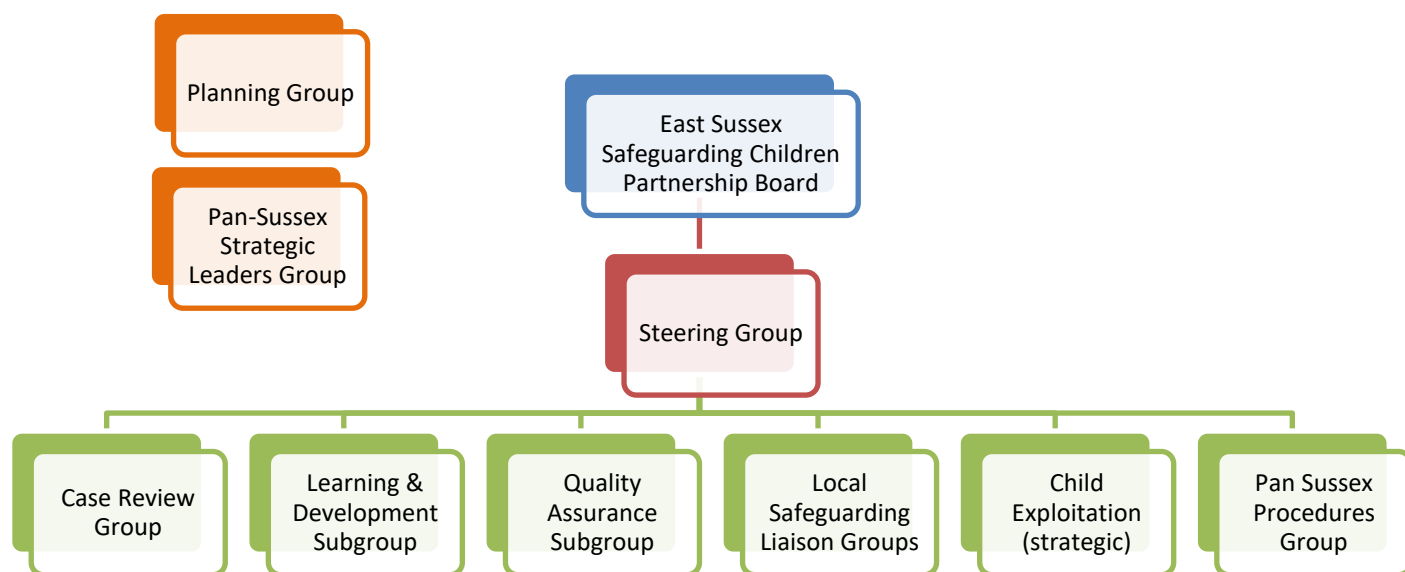 Planning Group
East Sussex
Safeguarding Children
Partnership Board
Pan-Sussex
Strategic
Leaders Group
Steering Group
Case Review
Group
Learning &
Development
Subgroup
Quality
Assurance
Subgroup
Local
Safeguarding
Liaison Groups
Child
Exploitation
(strategic)
Pan Sussex
Procedures
Group